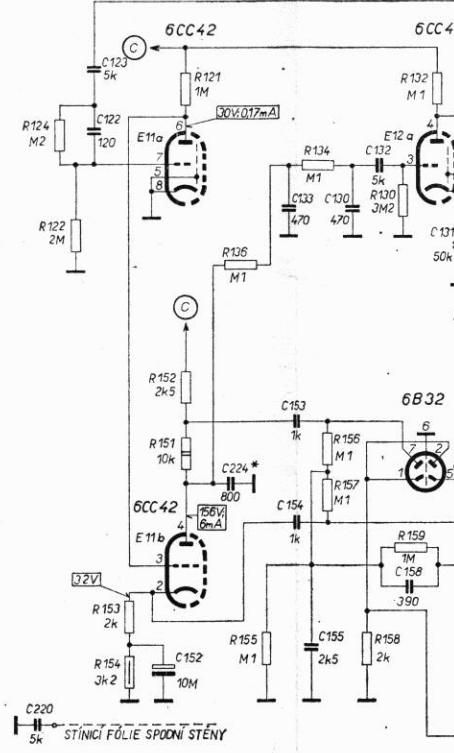 6CC42
6CC4
C
C123
5k
R121
1M
R132
M1
30V;0,17mA
R124
M2
C122
120
E11a
6
7
5
8
R134
M1
C132
5k
E12a
4
3
R122
2M
C133
470
C130
470
R130
3M2
R136
M1
C131
50k
C
R152
2k5
6B32
C153
1k
R151
10k
R156
M1
6
7
2
1
5
C224 *
800
R157
M1
6CC42
156V;
6mA
C154
1k
4
E11b
3
2
R159
1M
C158
390
3,2V
R153
2k
R154
3k2
C152
10M
R155
M1
C155
2k5
R158
2k
C220
5k
STÍNICÍ FÓLIE SPODNÍ STĚNY